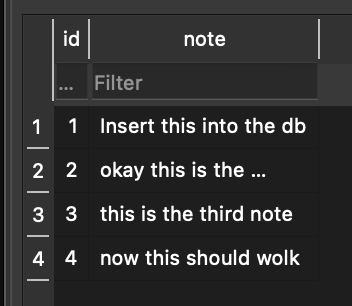 id note
... Filter
1 1 Insert this into the db
2 2 okay this is the ...
3 3 this is the third note
4 4 now this should wolk